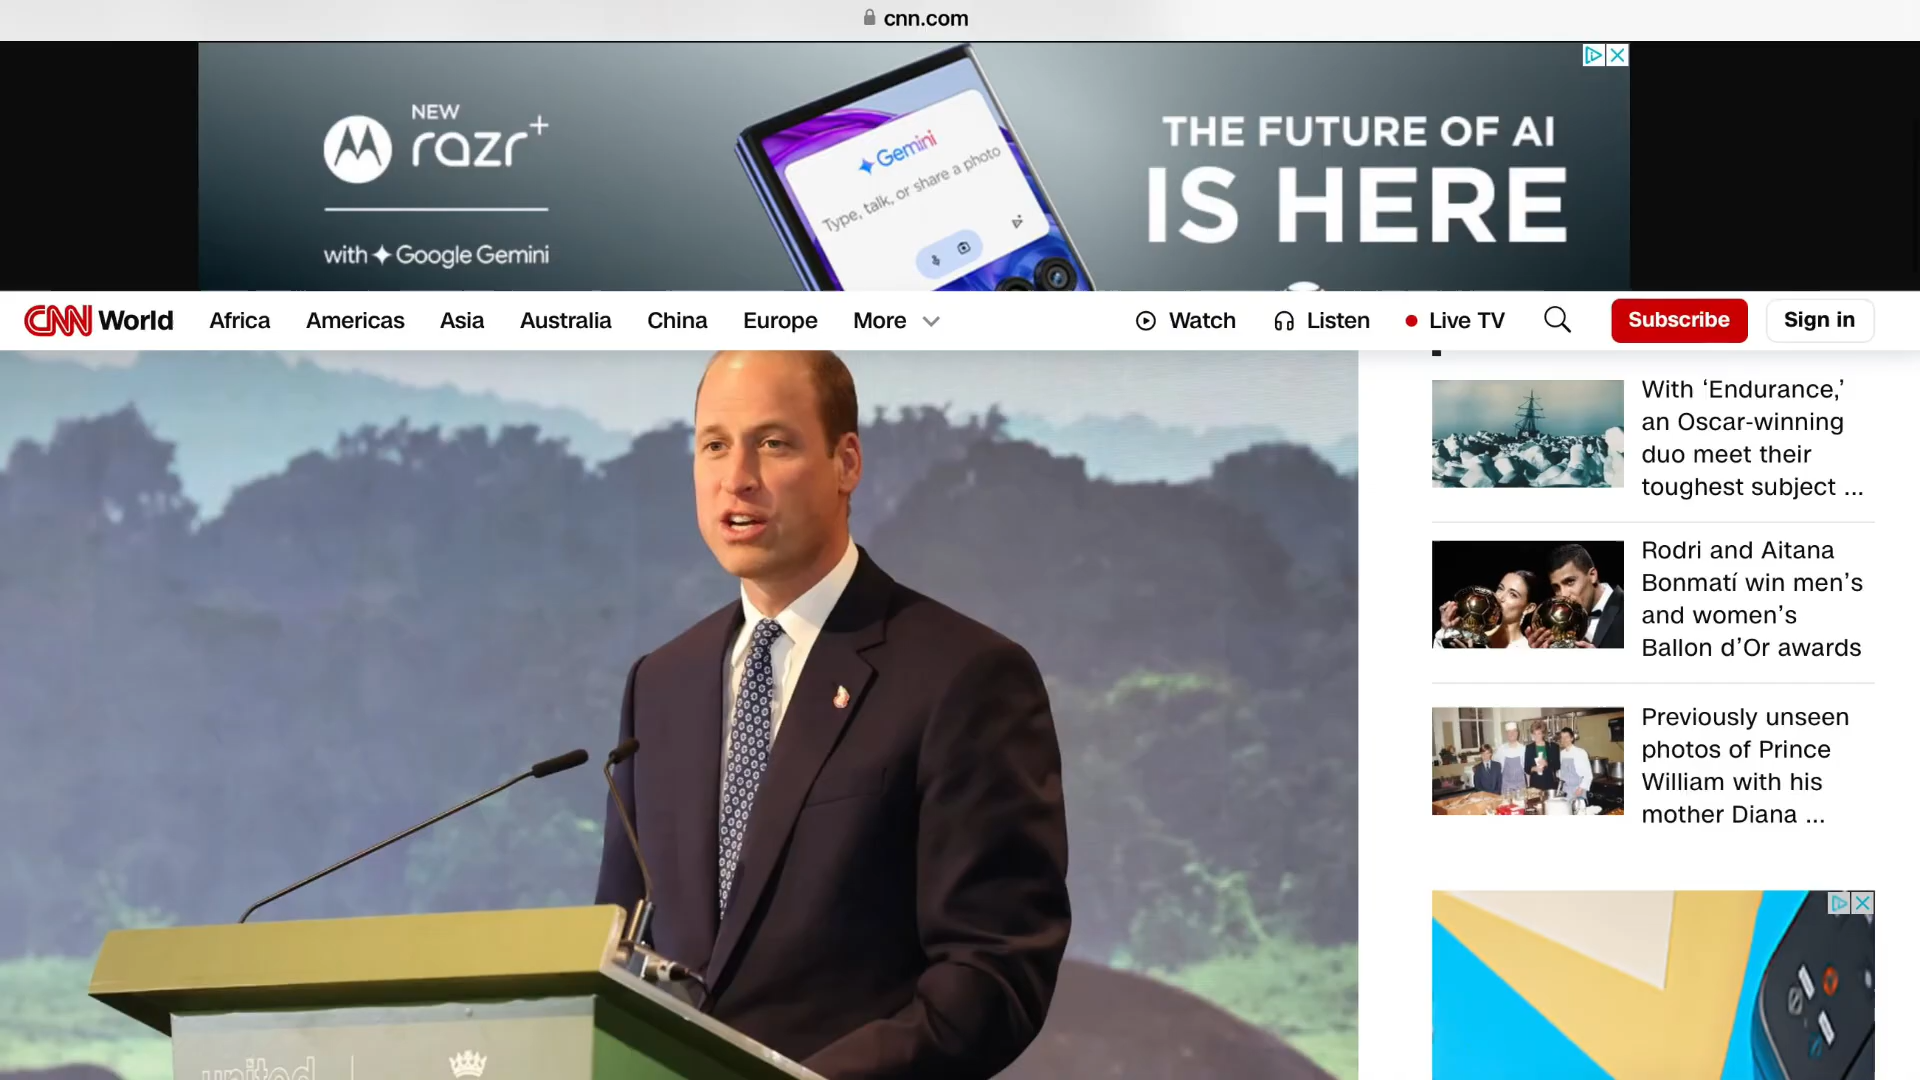 cnn.com
NEW
razr+
with Google Gemini
Gemini
Type, talk, or share a photo
THE FUTURE OF AI
IS HERE
CNN World Africa Americas Asia Australia China Europe More Watch Listen Live TV Subscribe Sign in
With ‘Endurance,’
an Oscar-winning
duo meet their
toughest subject ...
Rodri and Aitana
Bonmatí win men’s
and women’s
Ballon d’Or awards
Previously unseen
photos of Prince
William with his
mother Diana ...
united